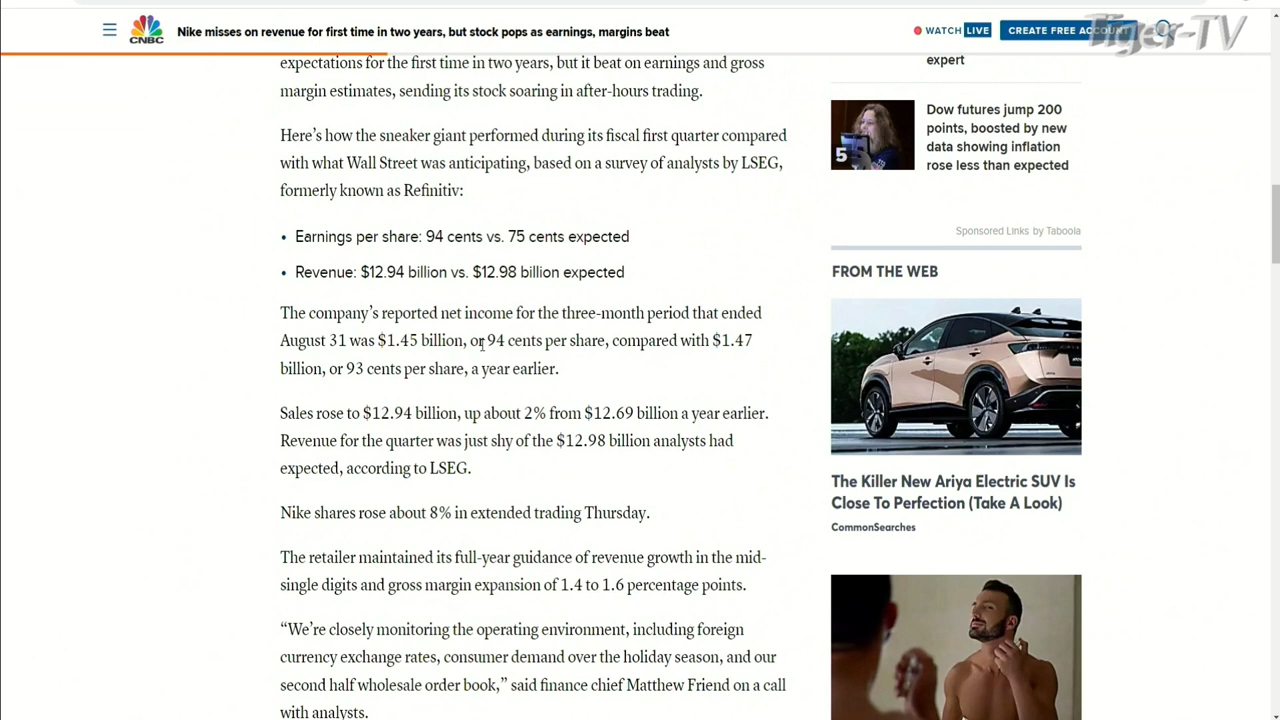 CNBC
Nike misses on revenue for first time in two years, but stock pops as earnings, margins beat
WATCH LIVE
CREATE FREE ACCOUNT
Tiger-TV
expectations for the first time in two years, but it beat on earnings and gross
margin estimates, sending its stock soaring in after-hours trading.
Here’s how the sneaker giant performed during its fiscal first quarter compared
with what Wall Street was anticipating, based on a survey of analysts by LSEG,
formerly known as Refinitiv:
• Earnings per share: 94 cents vs. 75 cents expected
• Revenue: $12.94 billion vs. $12.98 billion expected
The company’s reported net income for the three-month period that ended
August 31 was $1.45 billion, or 94 cents per share, compared with $1.47
billion, or 93 cents per share, a year earlier.
Sales rose to $12.94 billion, up about 2% from $12.69 billion a year earlier.
Revenue for the quarter was just shy of the $12.98 billion analysts had
expected, according to LSEG.
Nike shares rose about 8% in extended trading Thursday.
The retailer maintained its full-year guidance of revenue growth in the mid-
single digits and gross margin expansion of 1.4 to 1.6 percentage points.
“We’re closely monitoring the operating environment, including foreign
currency exchange rates, consumer demand over the holiday season, and our
second half wholesale order book,” said finance chief Matthew Friend on a call
with analysts.
expert
5
Dow futures jump 200
points, boosted by new
data showing inflation
rose less than expected
Sponsored Links by Taboola
FROM THE WEB
The Killer New Ariya Electric SUV Is
Close To Perfection (Take A Look)
CommonSearches